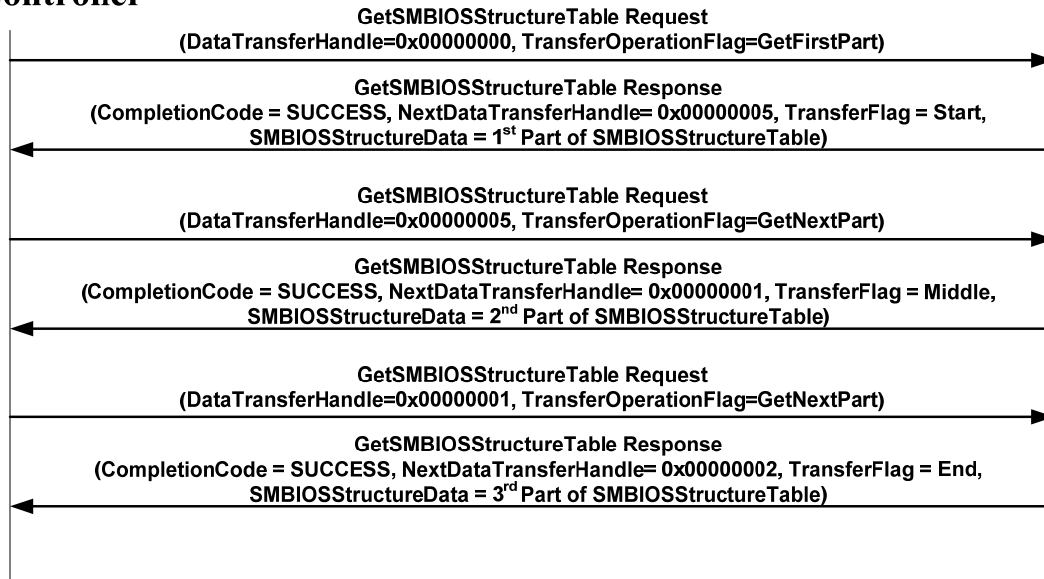 GetSMBIOSStructureTable Request
(DataTransferHandle=0x00000000, TransferOperationFlag=GetFirstPart)
GetSMBIOSStructureTable Response
(CompletionCode = SUCCESS, NextDataTransferHandle= 0x00000005, TransferFlag = Start,
SMBIOSStructureData = 1st Part of SMBIOSStructureTable)
GetSMBIOSStructureTable Request
(DataTransferHandle=0x00000005, TransferOperationFlag=GetNextPart)
GetSMBIOSStructureTable Response
(CompletionCode = SUCCESS, NextDataTransferHandle= 0x00000001, TransferFlag = Middle,
SMBIOSStructureData = 2nd Part of SMBIOSStructureTable)
GetSMBIOSStructureTable Request
(DataTransferHandle=0x00000001, TransferOperationFlag=GetNextPart)
GetSMBIOSStructureTable Response
(CompletionCode = SUCCESS, NextDataTransferHandle= 0x00000002, TransferFlag = End,
SMBIOSStructureData = 3rd Part of SMBIOSStructureTable)